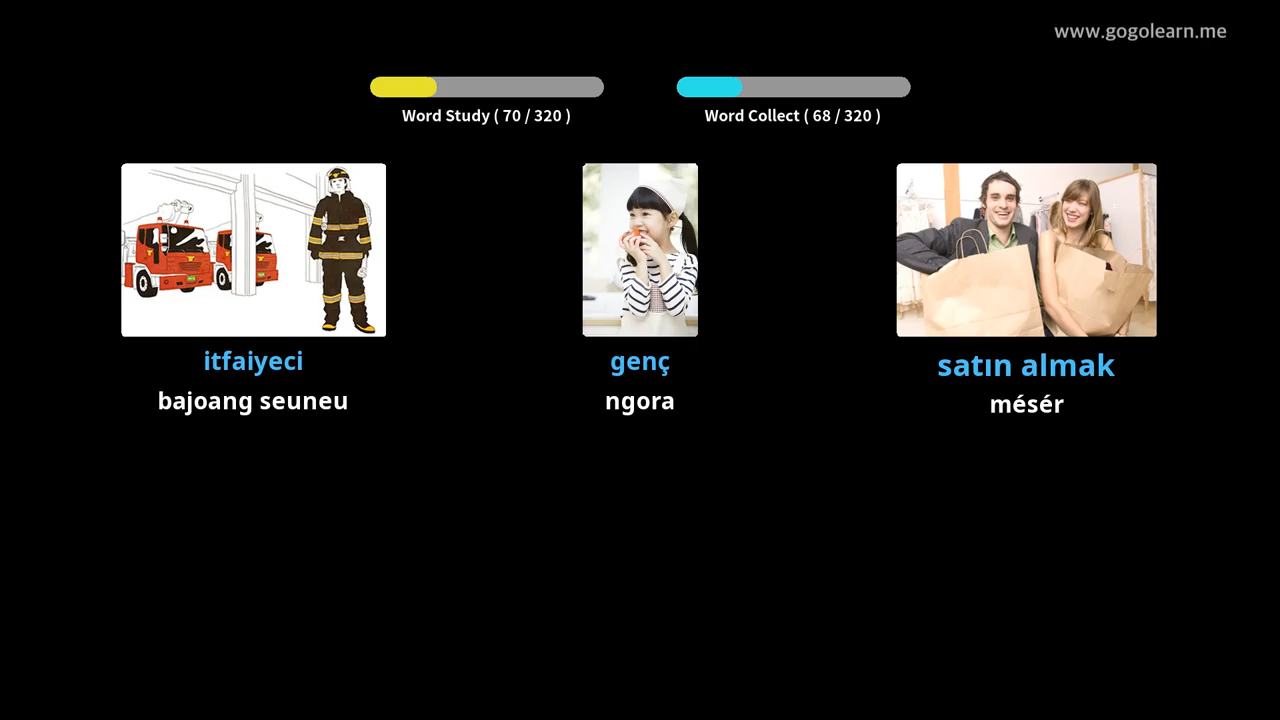 www.gogolearn.me
Word Study ( 70 / 320 )
Word Collect ( 68 / 320 )
itfaiyeci
genç
satın almak
bajoang seuneu
ngora
mésér